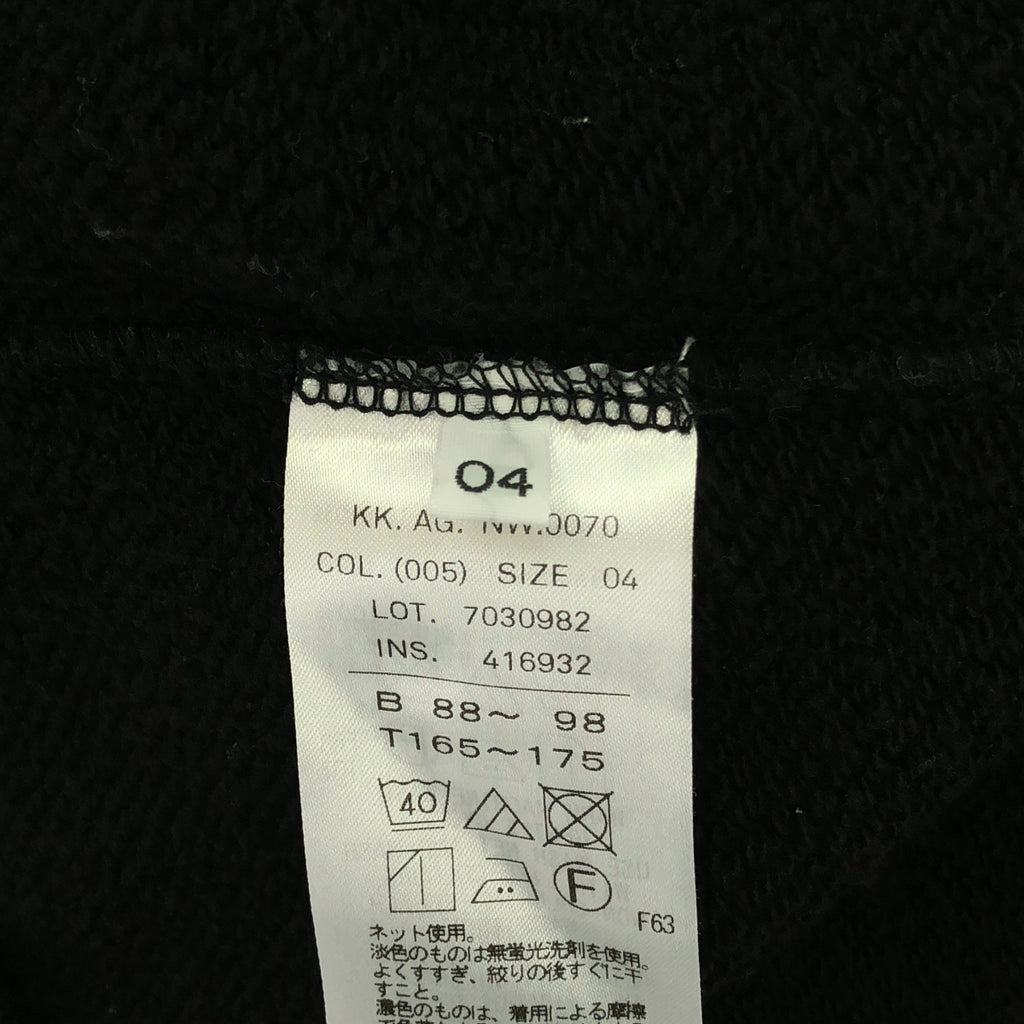 04
KK. AG. NW.0070
COL. (005) SIZE 04
LOT. 7030982
INS. 416932
B 88～ 98
T165～175
40
F
F63
ネット使用。
淡色のものは無蛍光洗剤を使用。
よくすすぎ、絞りの後すぐに干
すこと。
濃色のものは、着用による摩擦